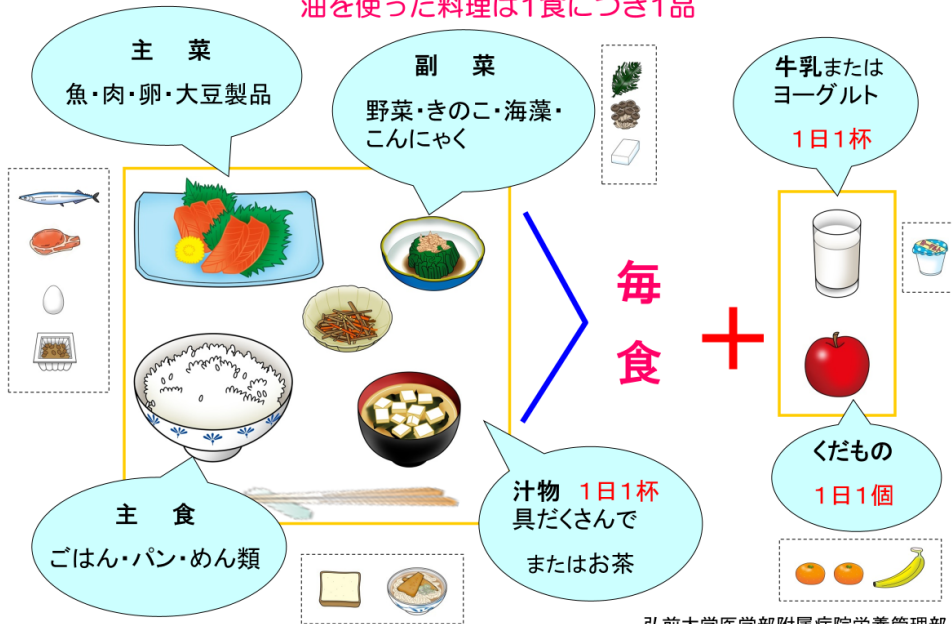 油を使った料理は1食につき1品
主 菜
魚・肉・卵・大豆製品
副 菜
野菜・きのこ・海藻・
こんにゃく
牛乳または
ヨーグルト
1日1杯
毎
食
主 食
ごはん・パン・めん類
汁物 1日1杯
具だくさんで
またはお茶
くだもの
1日1個
弘前大学医学部附属病院栄養管理部